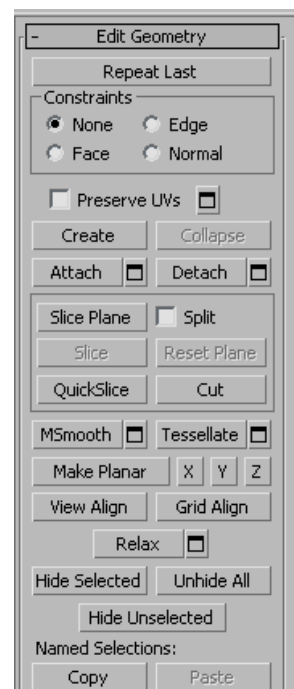 - Edit Geometry
Repeat Last
Constraints
None Edge
Face Normal
Preserve UVs
Create Collapse
Attach Detach
Slice Plane Split
Slice Reset Plane
QuickSlice Cut
MSmooth Tessellate
Make Planar X Y Z
View Align Grid Align
Relax
Hide Selected Unhide All
Hide Unselected
Named Selections:
Copy Paste